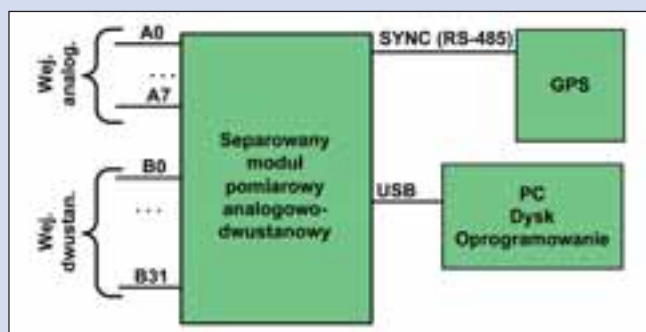 Wej.
analog.
A0
...
A7
Wej.
dwustan.
B0
...
B31
Separowany
moduł
pomiarowy
analogowo-
dwustanowy
SYNC (RS-485)
GPS
USB
PC
Dysk
Oprogramowanie